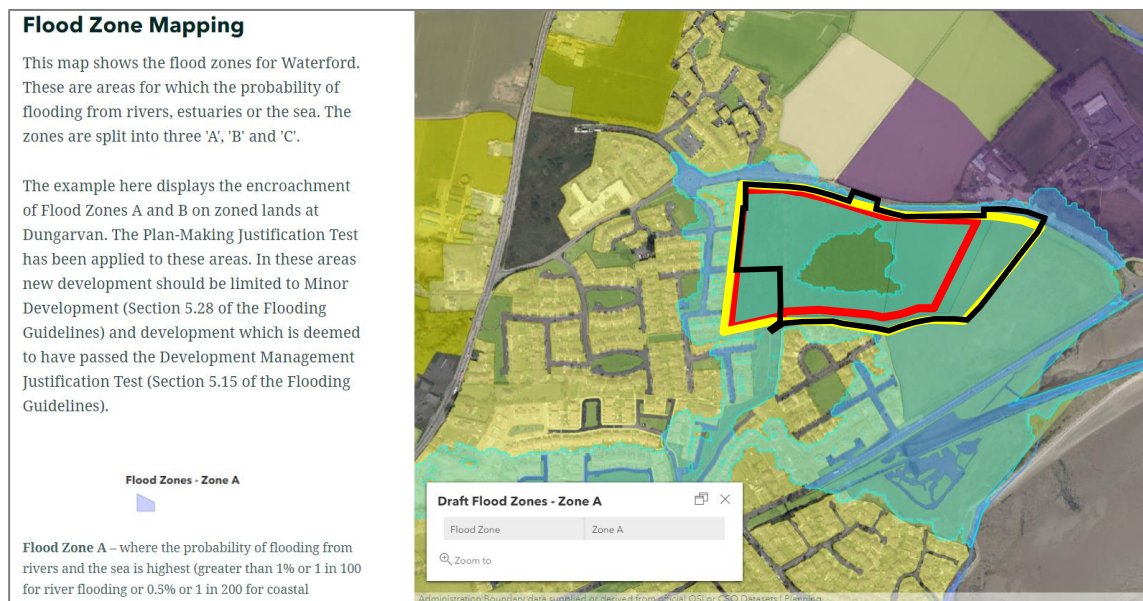 Flood Zone Mapping
This map shows the flood zones for Waterford.
These are areas for which the probability of
flooding from rivers, estuaries or the sea. The
zones are split into three 'A', 'B' and 'C'.
The example here displays the encroachment
of Flood Zones A and B on zoned lands at
Dungarvan. The Plan-Making Justification Test
has been applied to these areas. In these areas
new development should be limited to Minor
Development (Section 5.28 of the Flooding
Guidelines) and development which is deemed
to have passed the Development Management
Justification Test (Section 5.15 of the Flood
Guidelines).
Flood Zones - Zone A
Flood Zone A – where the probability of flooding from
rivers and the sea is highest (greater than 1% or 1 in 100
for river flooding or 0.5% or 1 in 200 for coastal
Draft Flood Zones - Zone A
Flood Zone Zone A
Zoom to
Administration Boundary data supplied or derived from official OSi or CSO Datasets | Planning